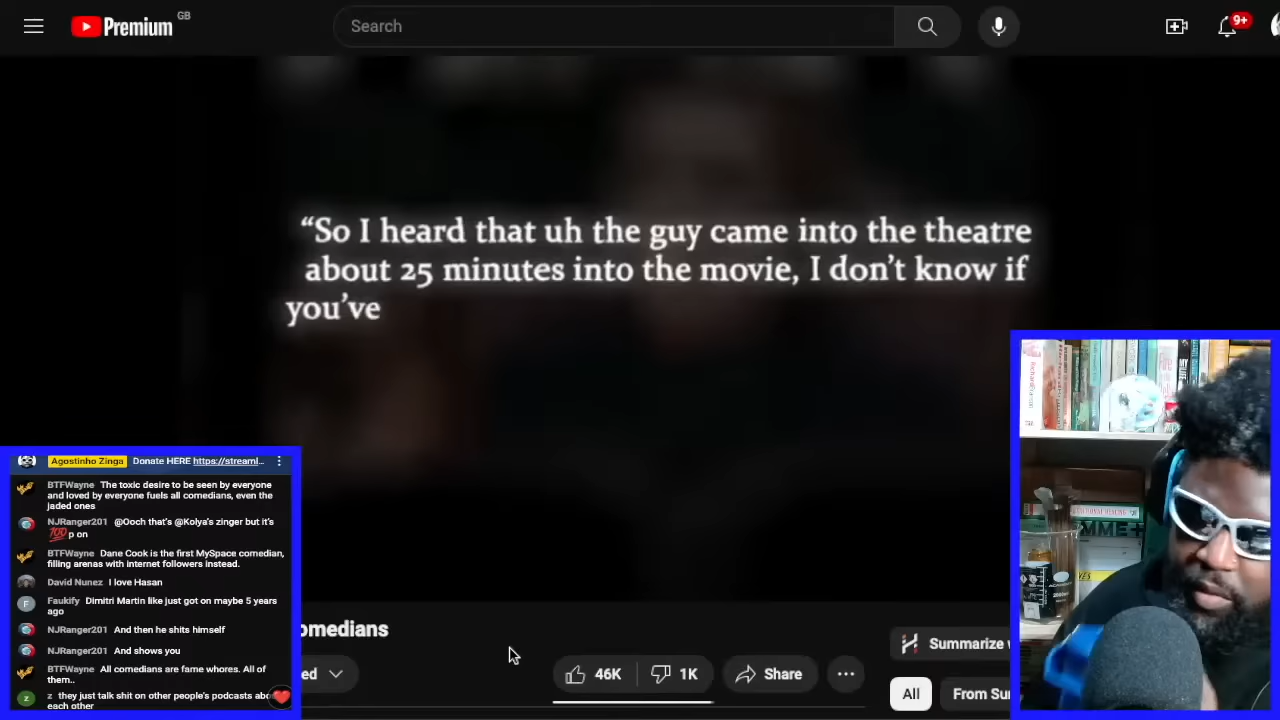 Premium
GB
Search
9+
“So I heard that uh the guy came into the theatre
about 25 minutes into the movie, I don’t know if
you’ve
omedians
ed
46K
1K
Share
Summarize
All
From Su
Agostinho Zinga Donate HERE https://streaml...
BTFWayne The toxic desire to be seen by everyone
and loved by everyone fuels all comedians, even the
jaded ones
NJRanger201 @Ooch that's @Kolya's zinger but it's
💯p on
BTFWayne Dane Cook is the first MySpace comedian,
filling arenas with internet followers instead.
David Nunez I love Hasan
F
Faukify Dimitri Martin like just got on maybe 5 years
ago
NJRanger201 And then he shits himself
NJRanger201 And shows you
BTFWayne All comedians are fame whores. All of
them..
z
z they just talk shit on other people's podcasts abo
each other